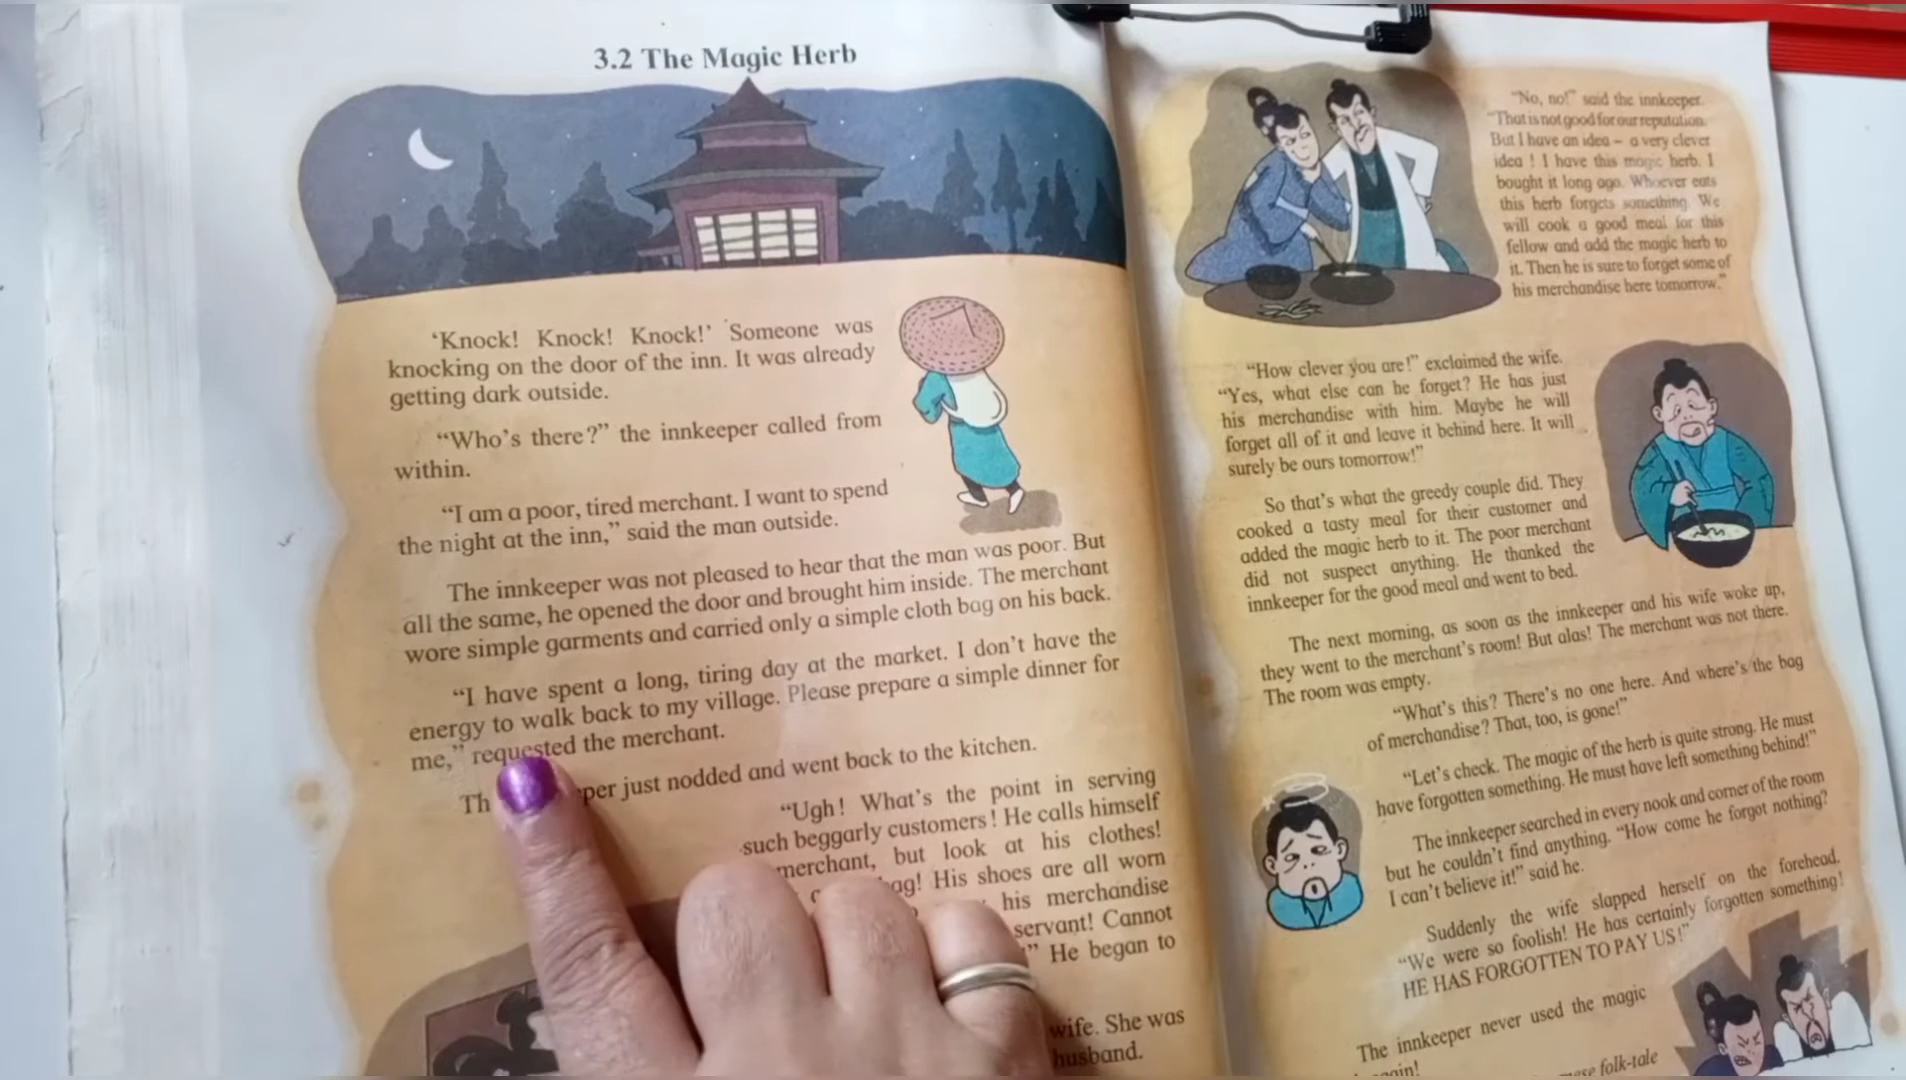 3.2 The Magic Herb
‘Knock! Knock! Knock!’ Someone was
knocking on the door of the inn. It was already
getting dark outside.
“Who’s there?” the innkeeper called from
within.
“I am a poor, tired merchant. I want to spend
the night at the inn,” said the man outside.
The innkeeper was not pleased to hear that the man was poor. But
all the same, he opened the door and brought him inside. The merchant
wore simple garments and carried only a simple cloth bag on his back.
“I have spent a long, tiring day at the market. I don’t have the
energy to walk back to my village. Please prepare a simple dinner for
me,” requested the merchant.
just nodded and went back to the kitchen.
“Ugh! What’s the point in serving
such beggarly customers! He calls himself
merchant, but look at his clothes!
His shoes are all worn
his merchandise
servant! Cannot
” He began to
wife. She was
husband.
“No, no!” said the innkeeper.
“That is not good for our reputation.
But I have an idea – a very clever
idea ! I have this magic herb. I
bought it long ago. Whoever eats
this herb forgets something. We
will cook a good meal for this
fellow and add the magic herb to
it. Then he is sure to forget some of
his merchandise here tomorrow.”
“How clever you are!” exclaimed the wife.
“Yes, what else can he forget? He has just
his merchandise with him. Maybe he will
forget all of it and leave it behind here. It will
surely be ours tomorrow!”
So that’s what the greedy couple did. They
cooked a tasty meal for their customer and
added the magic herb to it. The poor merchant
did not suspect anything. He thanked the
innkeeper for the good meal and went to bed.
The next morning, as soon as the innkeeper and his wife woke up,
they went to the merchant’s room! But alas! The merchant was not there.
The room was empty.
“What’s this? There’s no one here. And where’s the bag
of merchandise? That, too, is gone!”
“Let’s check. The magic of the herb is quite strong. He must
have forgotten something. He must have left something behind!”
The innkeeper searched in every nook and corner of the room
but he couldn’t find anything. “How come he forgot nothing?
I can’t believe it!” said he.
Suddenly the wife slapped herself on the forehead.
“We were so foolish! He has certainly forgotten something!
HE HAS FORGOTTEN TO PAY US!”
The innkeeper never used the magic
folk-tale